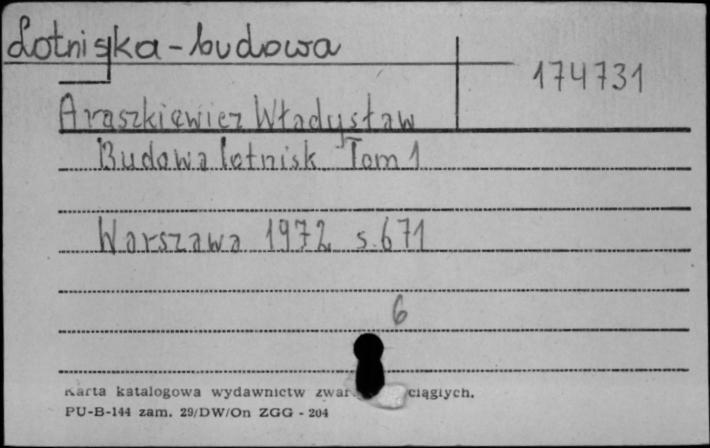 Lotniska - budowa
174731
Araszkiewicz Władysław
Budowa lotnisk Tom 1
Warszawa 1972 s. 671
6
Karta katalogowa wydawnictw ciągłych.
PU-B-144 zam. 29/DW/On ZGG - 204